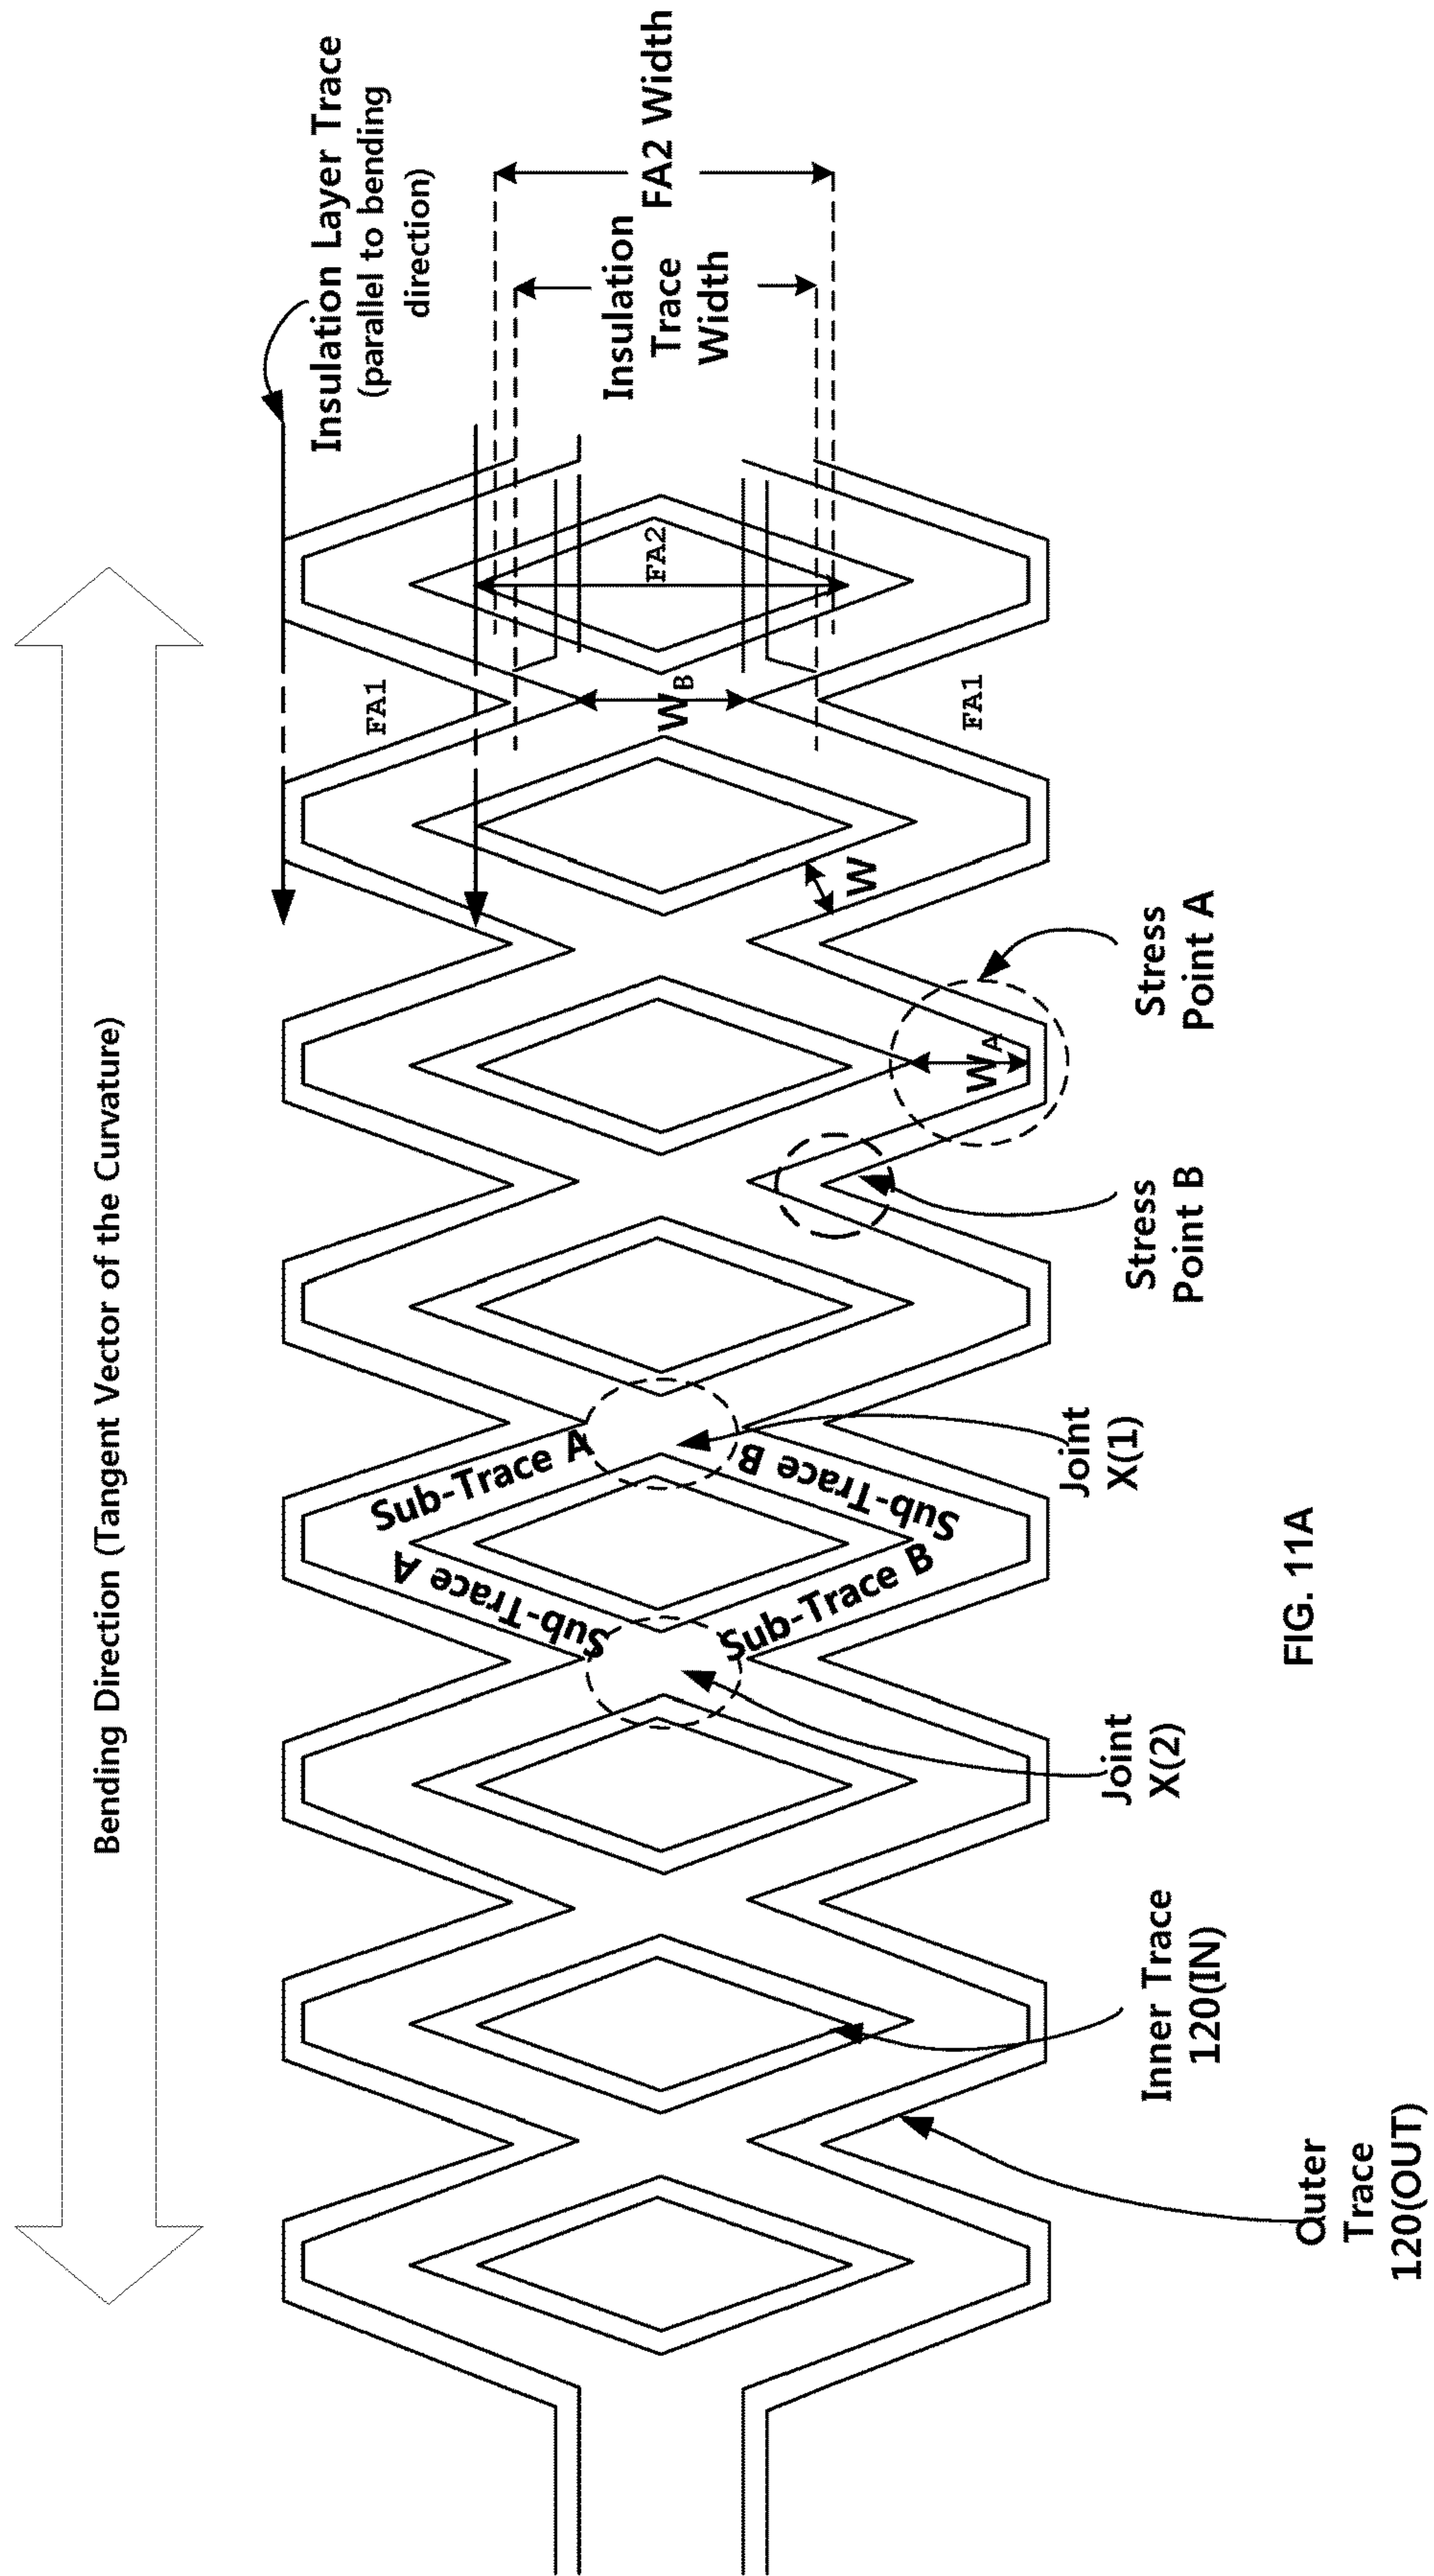 Bending Direction (Tangent Vector of the Curvature)
Insulation Layer Trace
(parallel to bending
direction)
FA2 Width
Insulation
Trace
Width
FA1
FA2
W B
FA1
W
W A
Stress
Point A
Stress
Point B
Sub-Trace A
Sub-Trace A
Sub-Trace B
Sub-Trace B
Joint
X(1)
Joint
X(2)
Inner Trace
120(IN)
Outer
Trace
120(OUT)
FIG. 11A